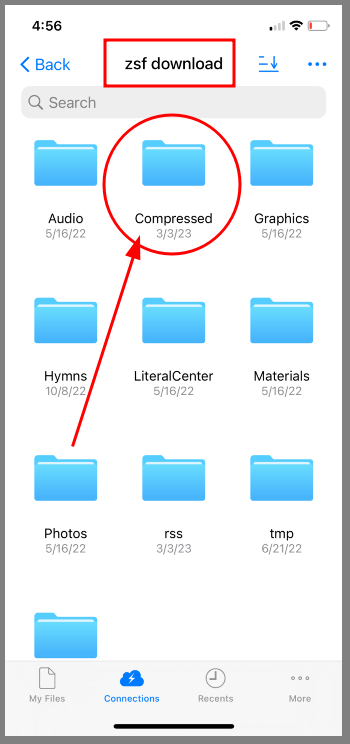 4:56
Back
zsf download
Search
Audio
Compressed
Graphics
5/16/22
3/3/23
5/16/22
Hymns
LiteralCenter
Materials
10/8/22
5/16/22
5/16/22
Photos
rss
tmp
5/16/22
3/3/23
6/21/22
My Files
Connections
Recents
More